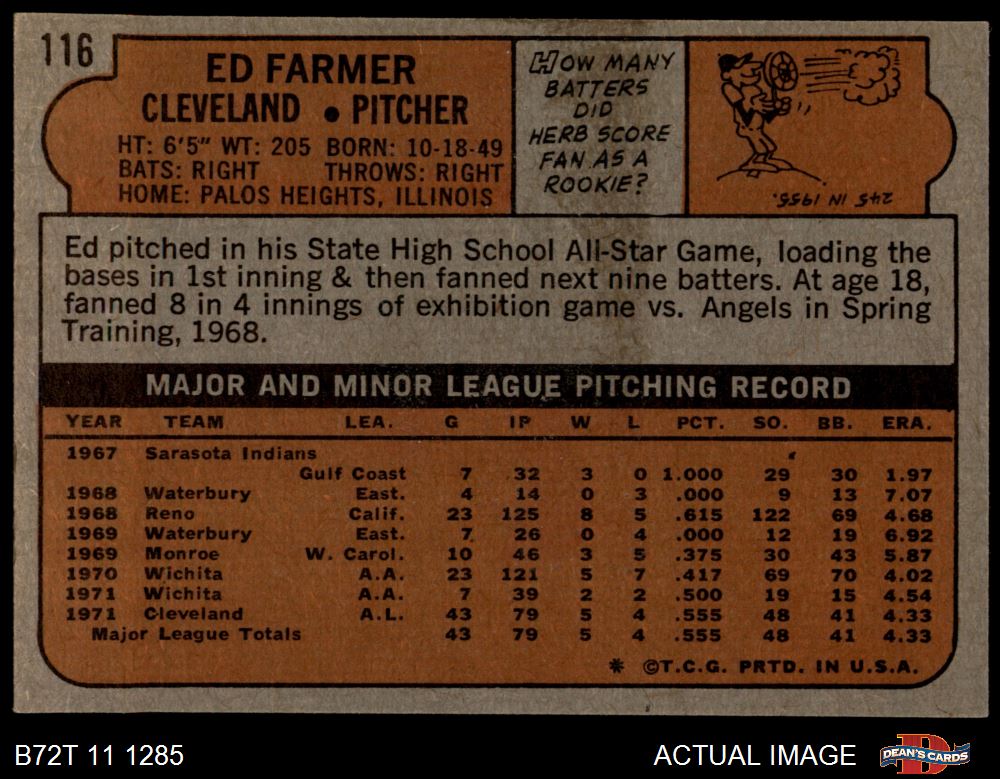 116
ED FARMER
CLEVELAND • PITCHER
HT: 6'5" WT: 205 BORN: 10-18-49
BATS: RIGHT THROWS: RIGHT
HOME: PALOS HEIGHTS, ILLINOIS
HOW MANY
BATTERS
DID
HERB SCORE
FAN AS A
ROOKIE?
245 IN 1955.
Ed pitched in his State High School All-Star Game, loading the
bases in 1st inning & then fanned next nine batters. At age 18,
fanned 8 in 4 innings of exhibition game vs. Angels in Spring
Training, 1968.
MAJOR AND MINOR LEAGUE PITCHING RECORD
YEAR TEAM LEA. G IP W L PCT. SO. BB. ERA.
1967 Sarasota Indians
Gulf Coast 7 32 3 0 1.000 29 30 1.97
1968 Waterbury East. 4 14 0 3 .000 9 13 7.07
1968 Reno Calif. 23 125 8 5 .615 122 69 4.68
1969 Waterbury East. 7 26 0 4 .000 12 19 6.92
1969 Monroe W. Carol. 10 46 3 5 .375 30 43 5.87
1970 Wichita A.A. 23 121 5 7 .417 69 70 4.02
1971 Wichita A.A. 7 39 2 2 .500 19 15 4.54
1971 Cleveland A.L. 43 79 5 4 .555 48 41 4.33
Major League Totals 43 79 5 4 .555 48 41 4.33
* ©T.C.G. PRTD. IN U.S.A.
B72T 11 1285 ACTUAL IMAGE DEAN'S CARDS